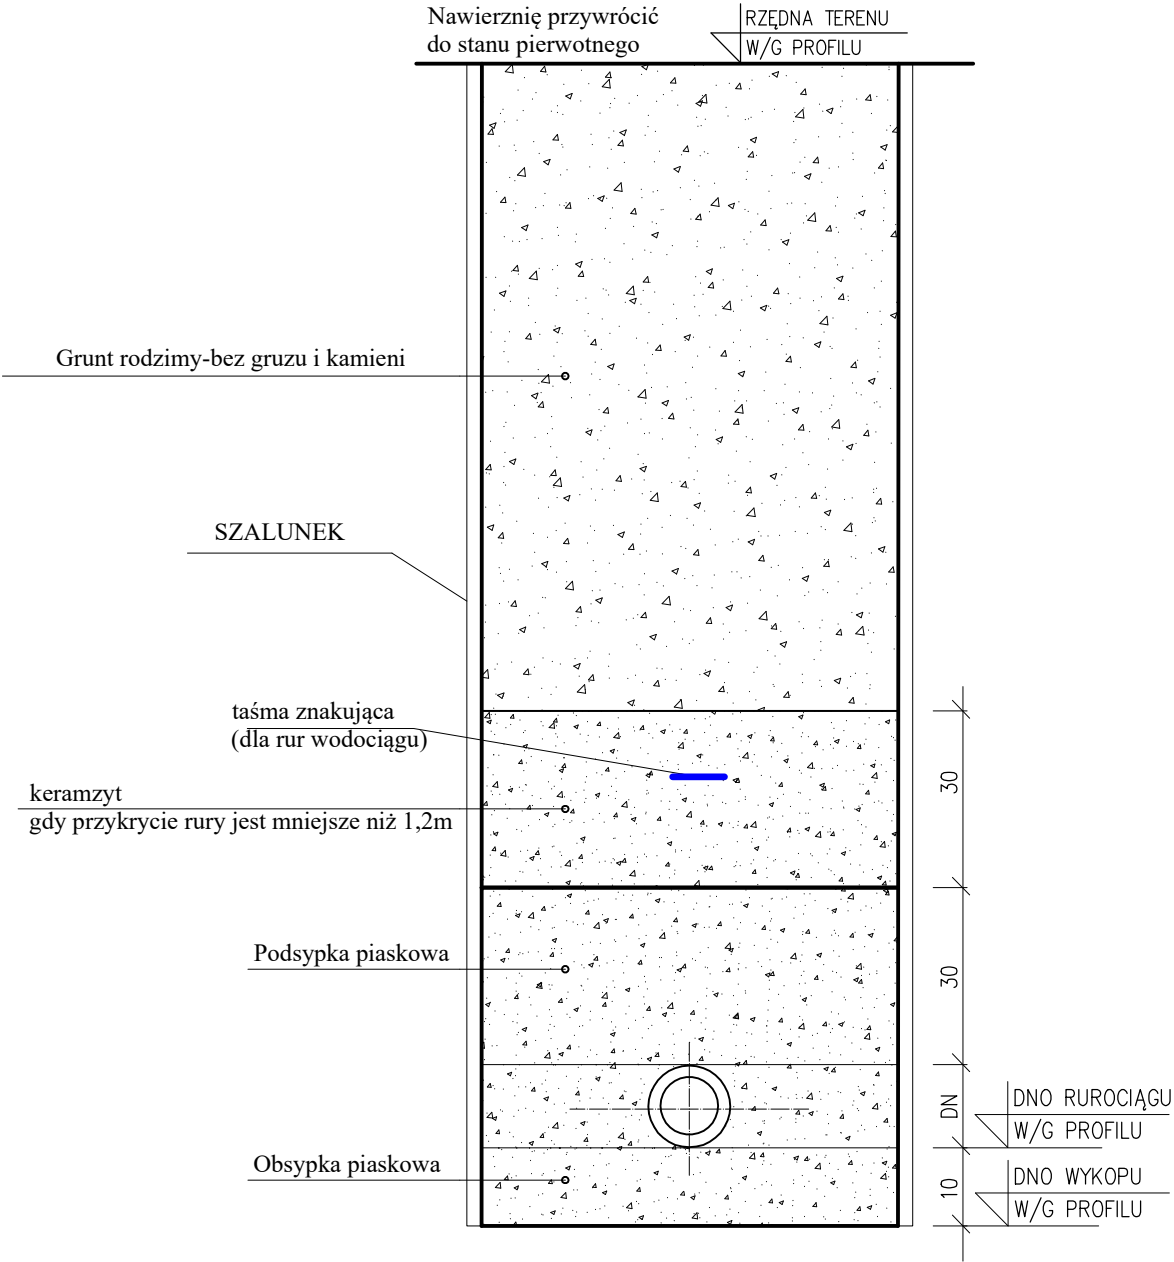 Nawierznię przywrócić
do stanu pierwotnego
RZĘDNA TERENU
W/G PROFILU
Grunt rodzimy-bez gruzu i kamieni
SZALUNEK
taśma znakująca
(dla rur wodociągu)
30
keramzyt
gdy przykrycie rury jest mniejsze niż 1,2m
Podsypka piaskowa
30
DN
DNO RUROCIĄGU
W/G PROFILU
Obsypka piaskowa
10
DNO WYKOPU
W/G PROFILU